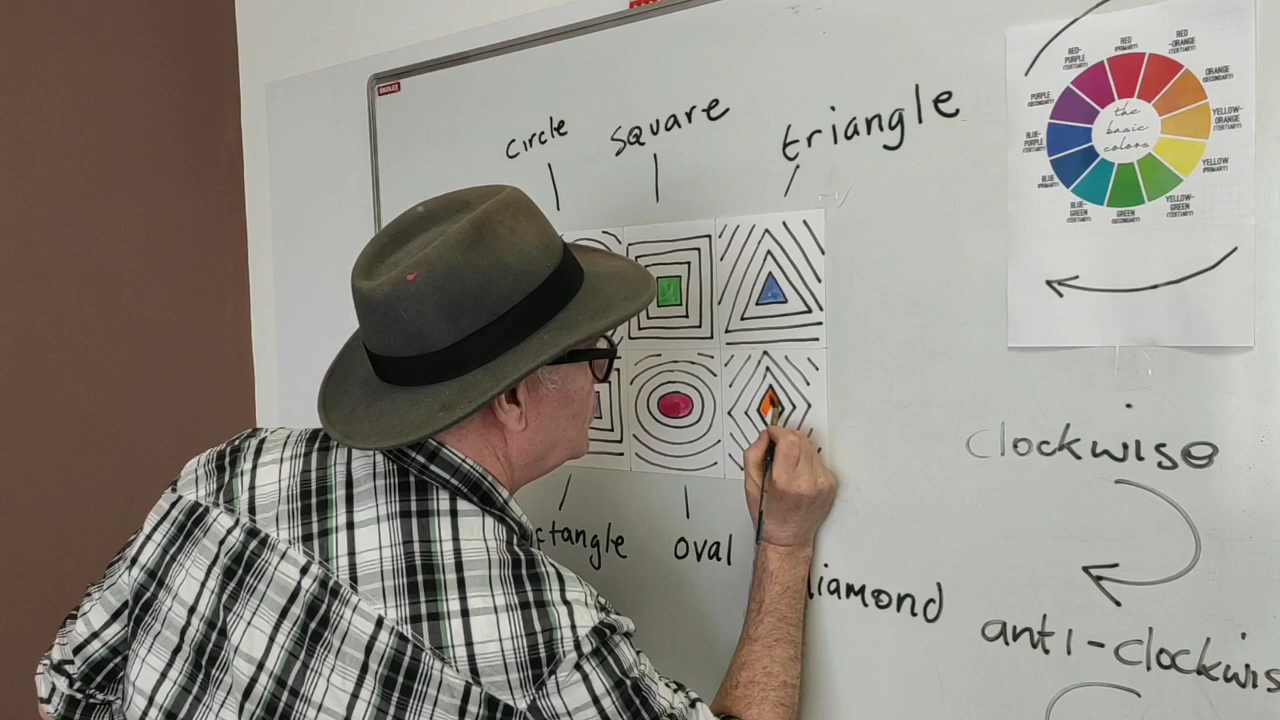 SKOLEX
circle
square
triangle
ctangle
oval
iamond
RED
(PRIMARY)
RED
-ORANGE
(TERTIARY)
ORANGE
(SECONDARY)
YELLOW-
ORANGE
(TERTIARY)
YELLOW
(PRIMARY)
YELLOW-
GREEN
(TERTIARY)
GREEN
(SECONDARY)
BLUE-
GREEN
(TERTIARY)
BLUE
(PRIMARY)
BLUE-
PURPLE
(TERTIARY)
PURPLE
(SECONDARY)
RED-
PURPLE
(TERTIARY)
the
basic
colors
clockwise
anti-clockwis